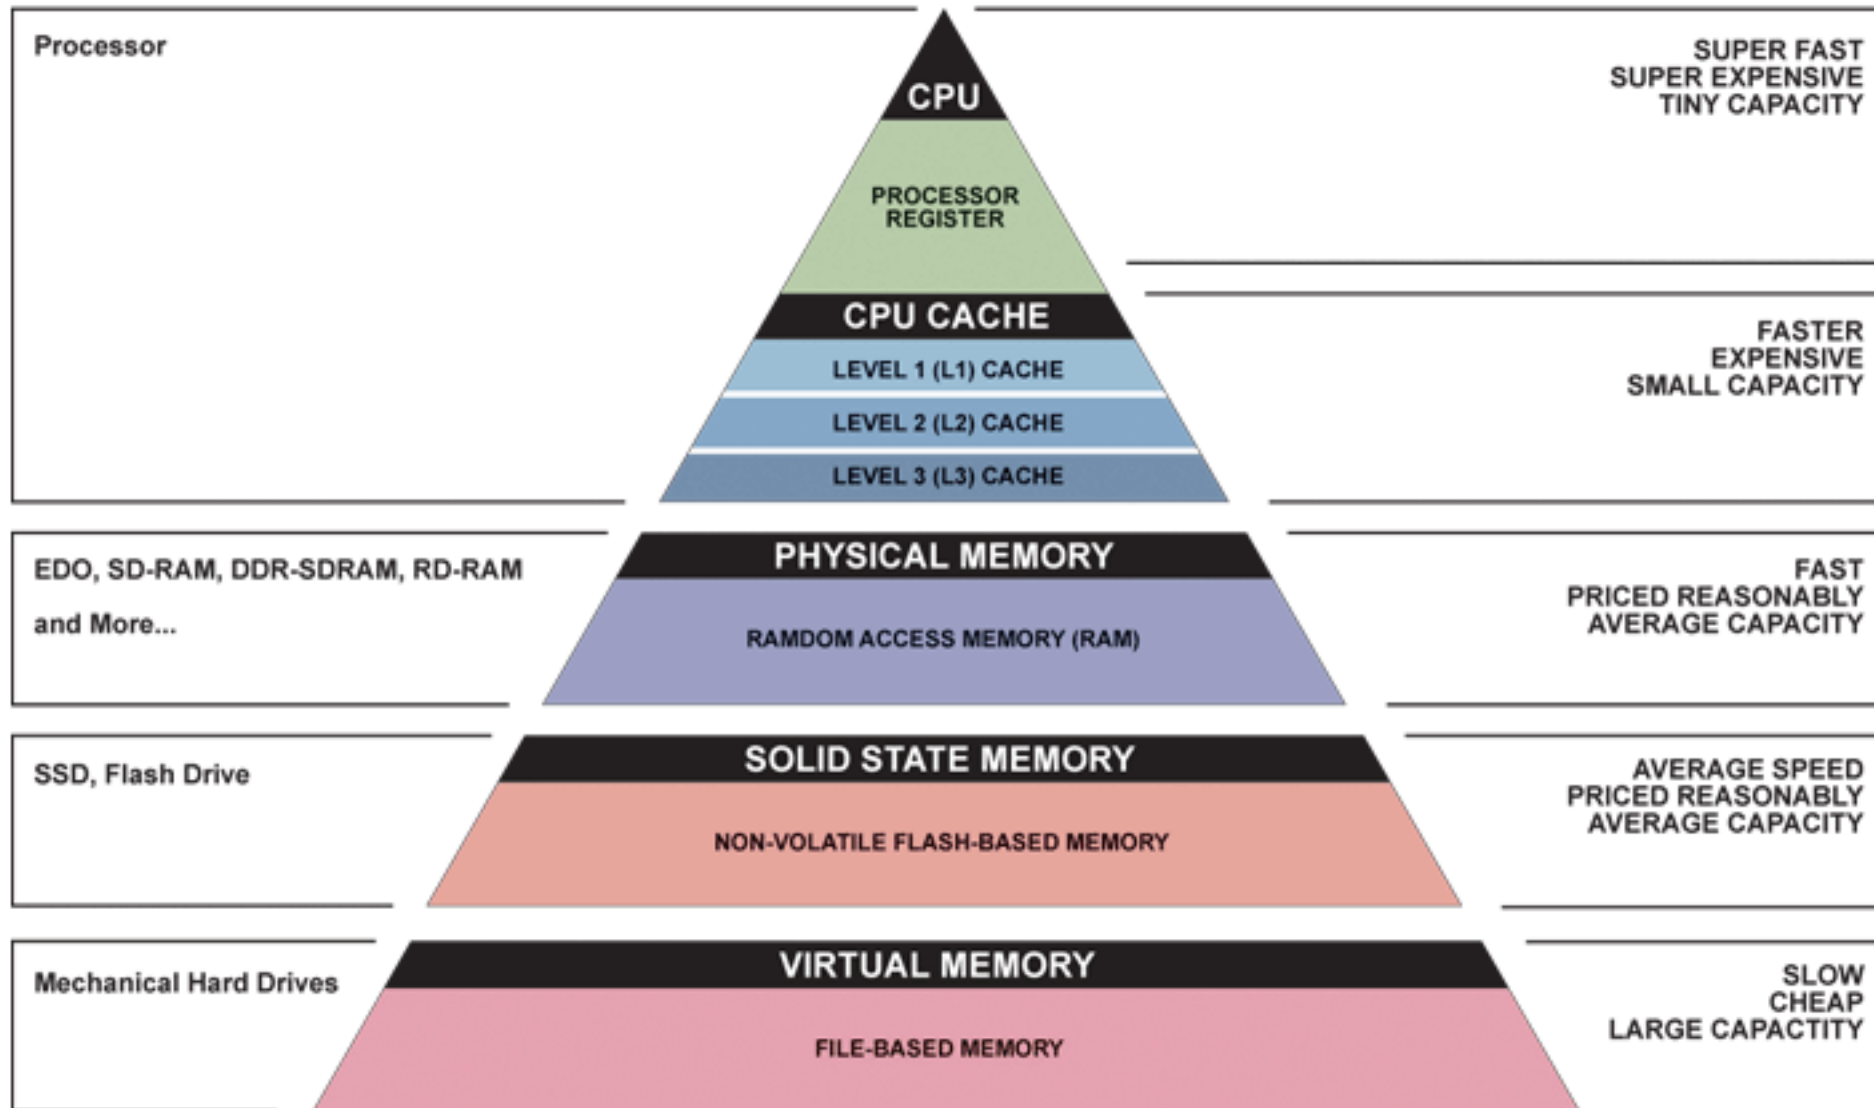 Processor
CPU
SUPER FAST
SUPER EXPENSIVE
TINY CAPACITY
PROCESSOR
REGISTER
CPU CACHE
LEVEL 1 (L1) CACHE
LEVEL 2 (L2) CACHE
LEVEL 3 (L3) CACHE
FASTER
EXPENSIVE
SMALL CAPACITY
EDO, SD-RAM, DDR-SDRAM, RD-RAM
and More...
PHYSICAL MEMORY
RAMDOM ACCESS MEMORY (RAM)
FAST
PRICED REASONABLY
AVERAGE CAPACITY
SSD, Flash Drive
SOLID STATE MEMORY
NON-VOLATILE FLASH-BASED MEMORY
AVERAGE SPEED
PRICED REASONABLY
AVERAGE CAPACITY
Mechanical Hard Drives
VIRTUAL MEMORY
FILE-BASED MEMORY
SLOW
CHEAP
LARGE CAPACTITY